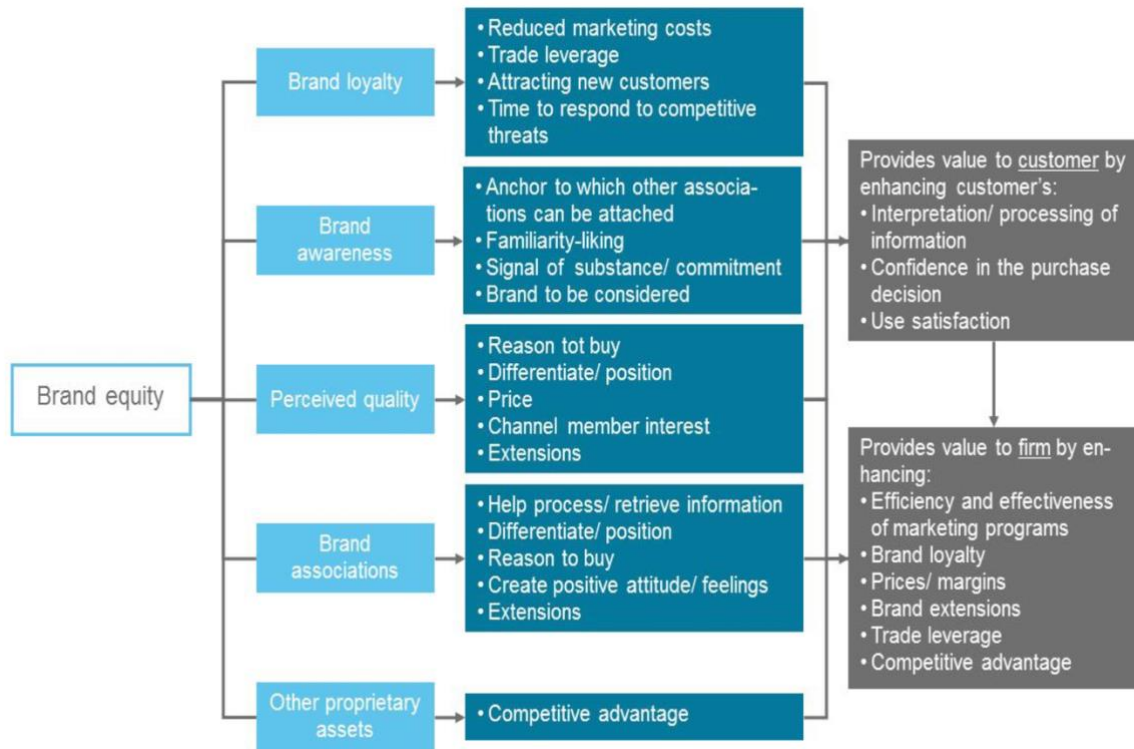 Brand equity
Brand loyalty
• Reduced marketing costs
• Trade leverage
• Attracting new customers
• Time to respond to competitive
threats
Brand
awareness
• Anchor to which other associa-
tions can be attached
• Familiarity-liking
• Signal of substance/ commitment
• Brand to be considered
Perceived quality
• Reason tot buy
• Differentiate/ position
• Price
• Channel member interest
• Extensions
Brand
associations
• Help process/ retrieve information
• Differentiate/ position
• Reason to buy
• Create positive attitude/ feelings
• Extensions
Other proprietary
assets
• Competitive advantage
Provides value to customer by
enhancing customer's:
• Interpretation/ processing of
information
• Confidence in the purchase
decision
• Use satisfaction
Provides value to firm by en-
hancing:
• Efficiency and effectiveness
of marketing programs
• Brand loyalty
• Prices/ margins
• Brand extensions
• Trade leverage
• Competitive advantage